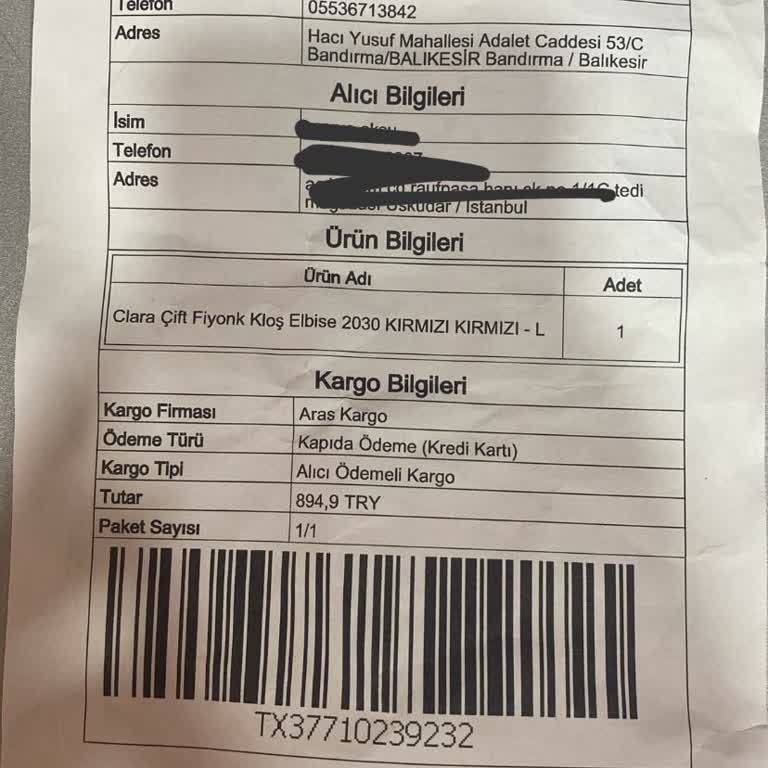 Telefon 05536713842
Adres Hacı Yusuf Mahallesi Adalet Caddesi 53/C
Bandırma/BALIKESİR Bandırma / Balıkesir
Alıcı Bilgileri
İsim
Telefon
Adres tedi
Üsküdar / İstanbul
Ürün Bilgileri
Ürün Adı Adet
Clara Çift Fiyonk Kloş Elbise 2030 KIRMIZI KIRMIZI - L 1
Kargo Bilgileri
Kargo Firması Aras Kargo
Ödeme Türü Kapıda Ödeme (Kredi Kartı)
Kargo Tipi Alıcı Ödemeli Kargo
Tutar 894,9 TRY
Paket Sayısı 1/1
TX37710239232